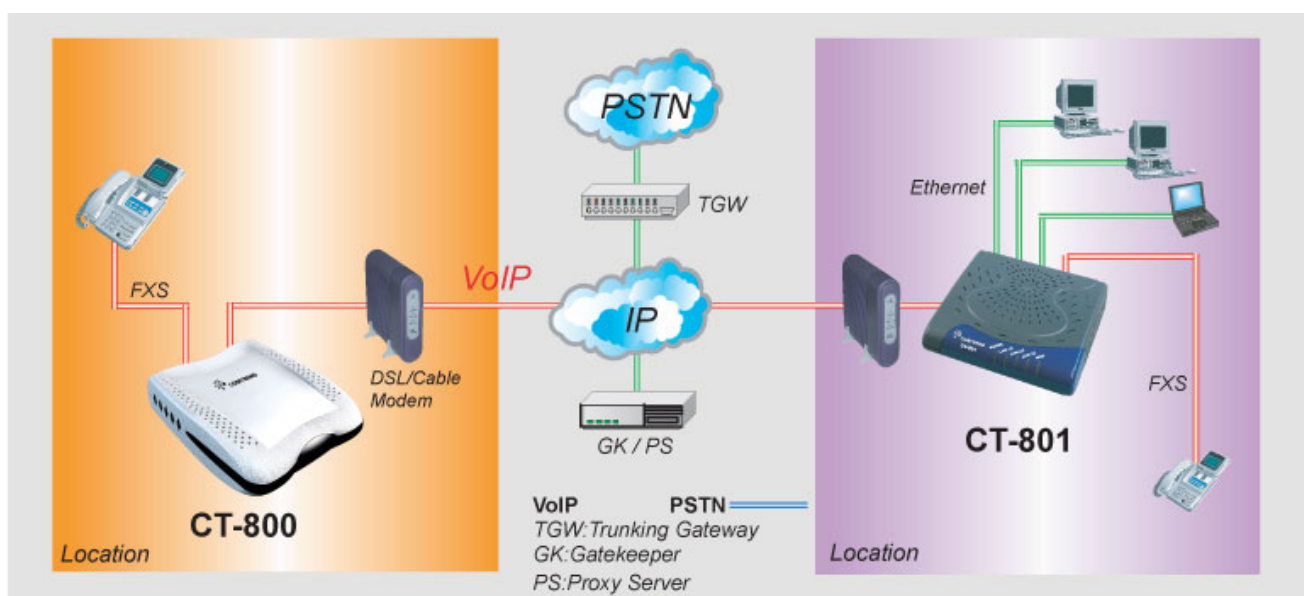 PSTN
TGW
Ethernet
FXS
VoIP
IP
DSL/Cable
Modem
FXS
GK / PS
CT-801
CT-800
VoIP PSTN
TGW:Trunking Gateway
GK:Gatekeeper
PS:Proxy Server
Location
Location